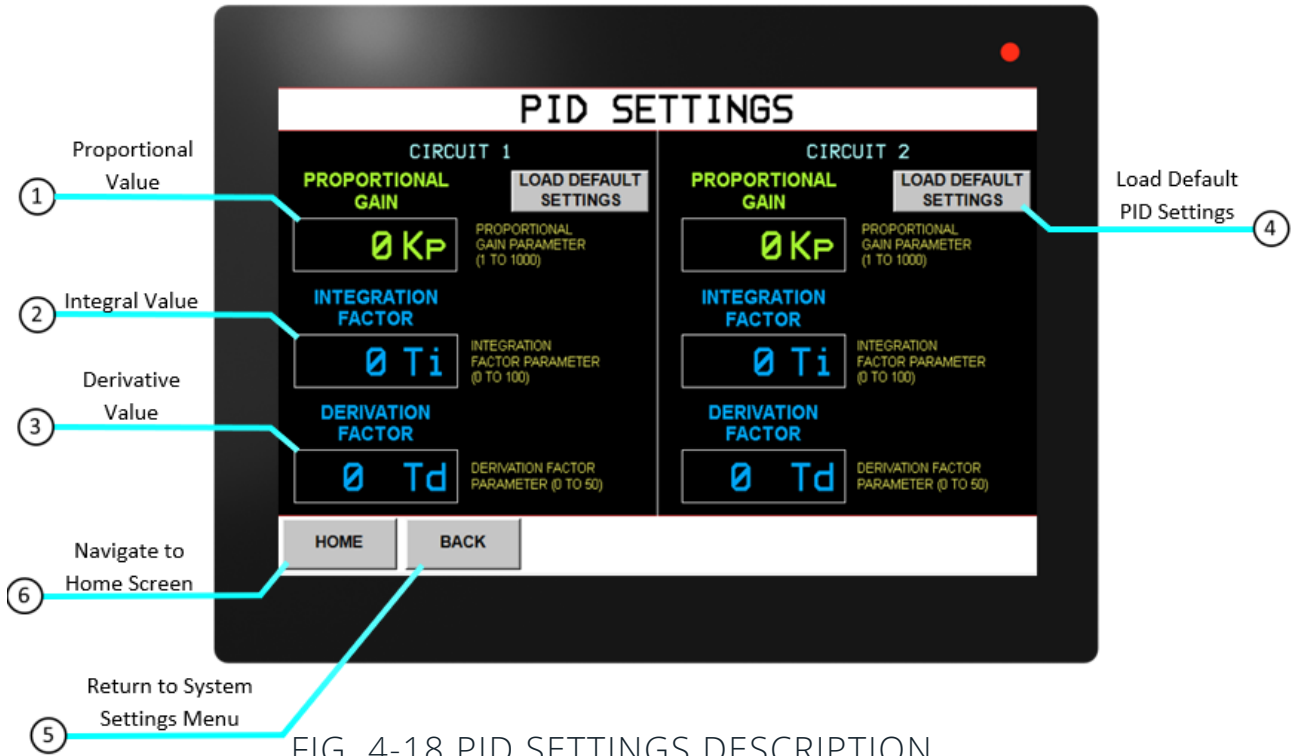 PID SETTINGS
CIRCUIT 1
PROPORTIONAL
GAIN
LOAD DEFAULT
SETTINGS
0 Kp
PROPORTIONAL
GAIN PARAMETER
(1 TO 1000)
INTEGRATION
FACTOR
0 Ti
INTEGRATION
FACTOR PARAMETER
(0 TO 100)
DERIVATION
FACTOR
0 Td
DERIVATION FACTOR
PARAMETER (0 TO 50)
CIRCUIT 2
PROPORTIONAL
GAIN
LOAD DEFAULT
SETTINGS
0 Kp
PROPORTIONAL
GAIN PARAMETER
(1 TO 1000)
INTEGRATION
FACTOR
0 Ti
INTEGRATION
FACTOR PARAMETER
(0 TO 100)
DERIVATION
FACTOR
0 Td
DERIVATION FACTOR
PARAMETER (0 TO 50)
HOME
BACK
Proportional
Value
1
2
Integral Value
Derivative
Value
3
Load Default
PID Settings
4
Navigate to
Home Screen
6
Return to System
Settings Menu
5
FIG. 4-18 PID SETTINGS DESCRIPTION